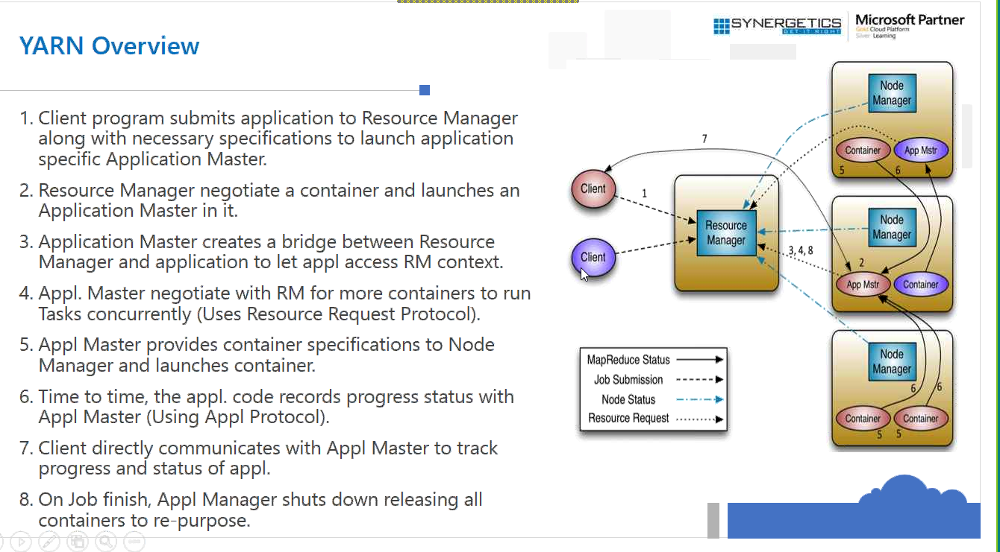 SYNERGETICS
GET IT RIGHT
Microsoft Partner
Gold Cloud Platform
Silver Learning
YARN Overview
1. Client program submits application to Resource Manager
along with necessary specifications to launch application
specific Application Master.
2. Resource Manager negotiate a container and launches an
Application Master in it.
3. Application Master creates a bridge between Resource
Manager and application to let appl access RM context.
4. Appl. Master negotiate with RM for more containers to run
Tasks concurrently (Uses Resource Request Protocol).
5. Appl Master provides container specifications to Node
Manager and launches container.
6. Time to time, the appl. code records progress status with
Appl Master (Using Appl Protocol).
7. Client directly communicates with Appl Master to track
progress and status of appl.
8. On Job finish, Appl Manager shuts down releasing all
containers to re-purpose.
Client
Client
1
7
Resource
Manager
3, 4, 8
Node
Manager
Container
App Mstr
5
6
Node
Manager
2
App Mstr
Container
Node
Manager
6
6
Container
Container
5
5
MapReduce Status
Job Submission
Node Status
Resource Request